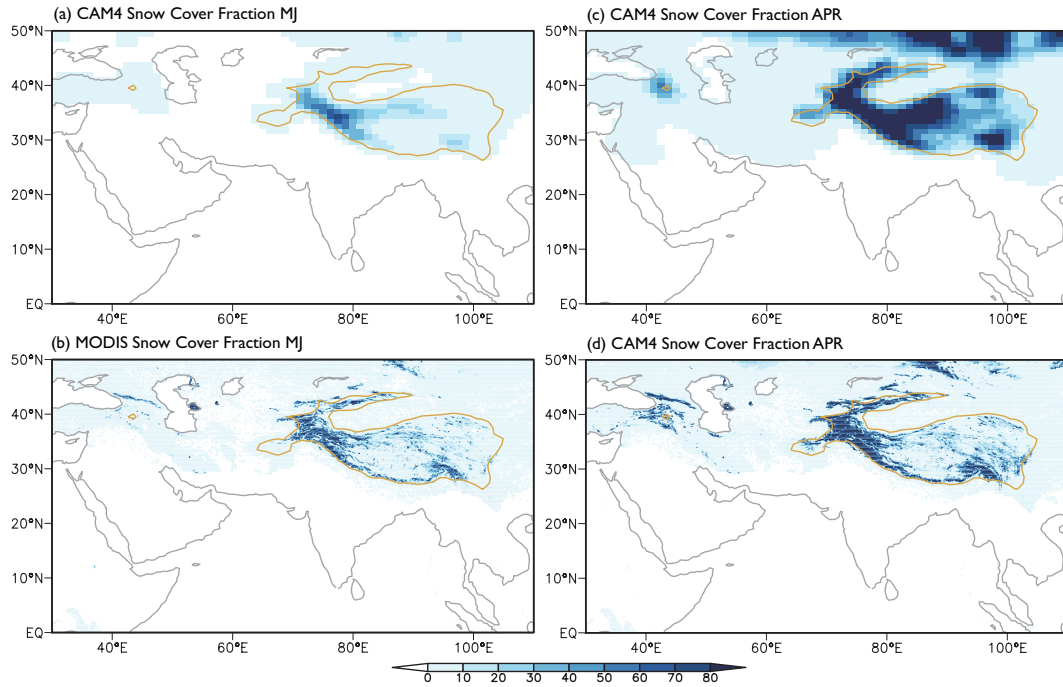 (a) CAM4 Snow Cover Fraction MJ
50°N
40°N
30°N
20°N
10°N
EQ
40°E 60°E 80°E 100°E
(c) CAM4 Snow Cover Fraction APR
50°N
40°N
30°N
20°N
10°N
EQ
40°E 60°E 80°E 100°E
(b) MODIS Snow Cover Fraction MJ
50°N
40°N
30°N
20°N
10°N
EQ
40°E 60°E 80°E 100°E
(d) CAM4 Snow Cover Fraction APR
50°N
40°N
30°N
20°N
10°N
EQ
40°E 60°E 80°E 100°E
0 10 20 30 40 50 60 70 80